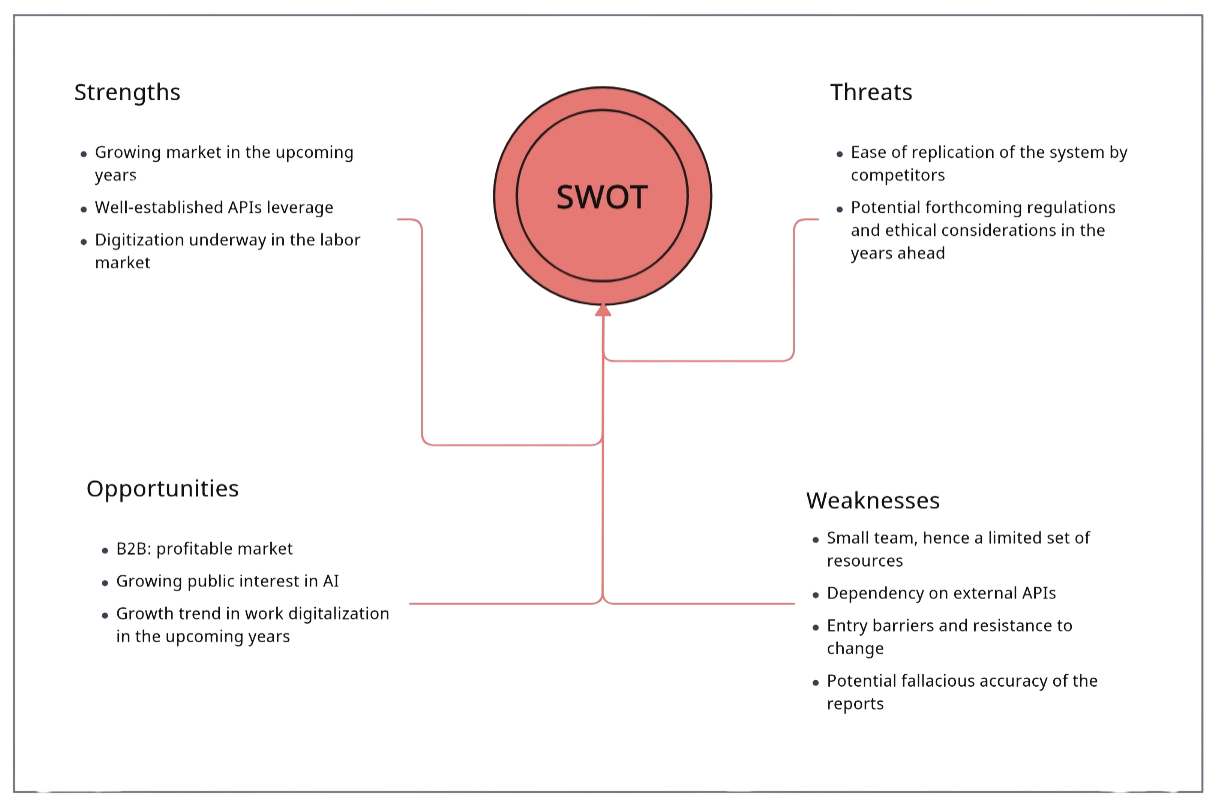 Strengths
• Growing market in the upcoming
years
• Well-established APIs leverage
• Digitization underway in the labor
market
SWOT
Threats
• Ease of replication of the system by
competitors
• Potential forthcoming regulations
and ethical considerations in the
years ahead
Opportunities
• B2B: profitable market
• Growing public interest in AI
• Growth trend in work digitalization
in the upcoming years
Weaknesses
• Small team, hence a limited set of
resources
• Dependency on external APIs
• Entry barriers and resistance to
change
• Potential fallacious accuracy of the
reports